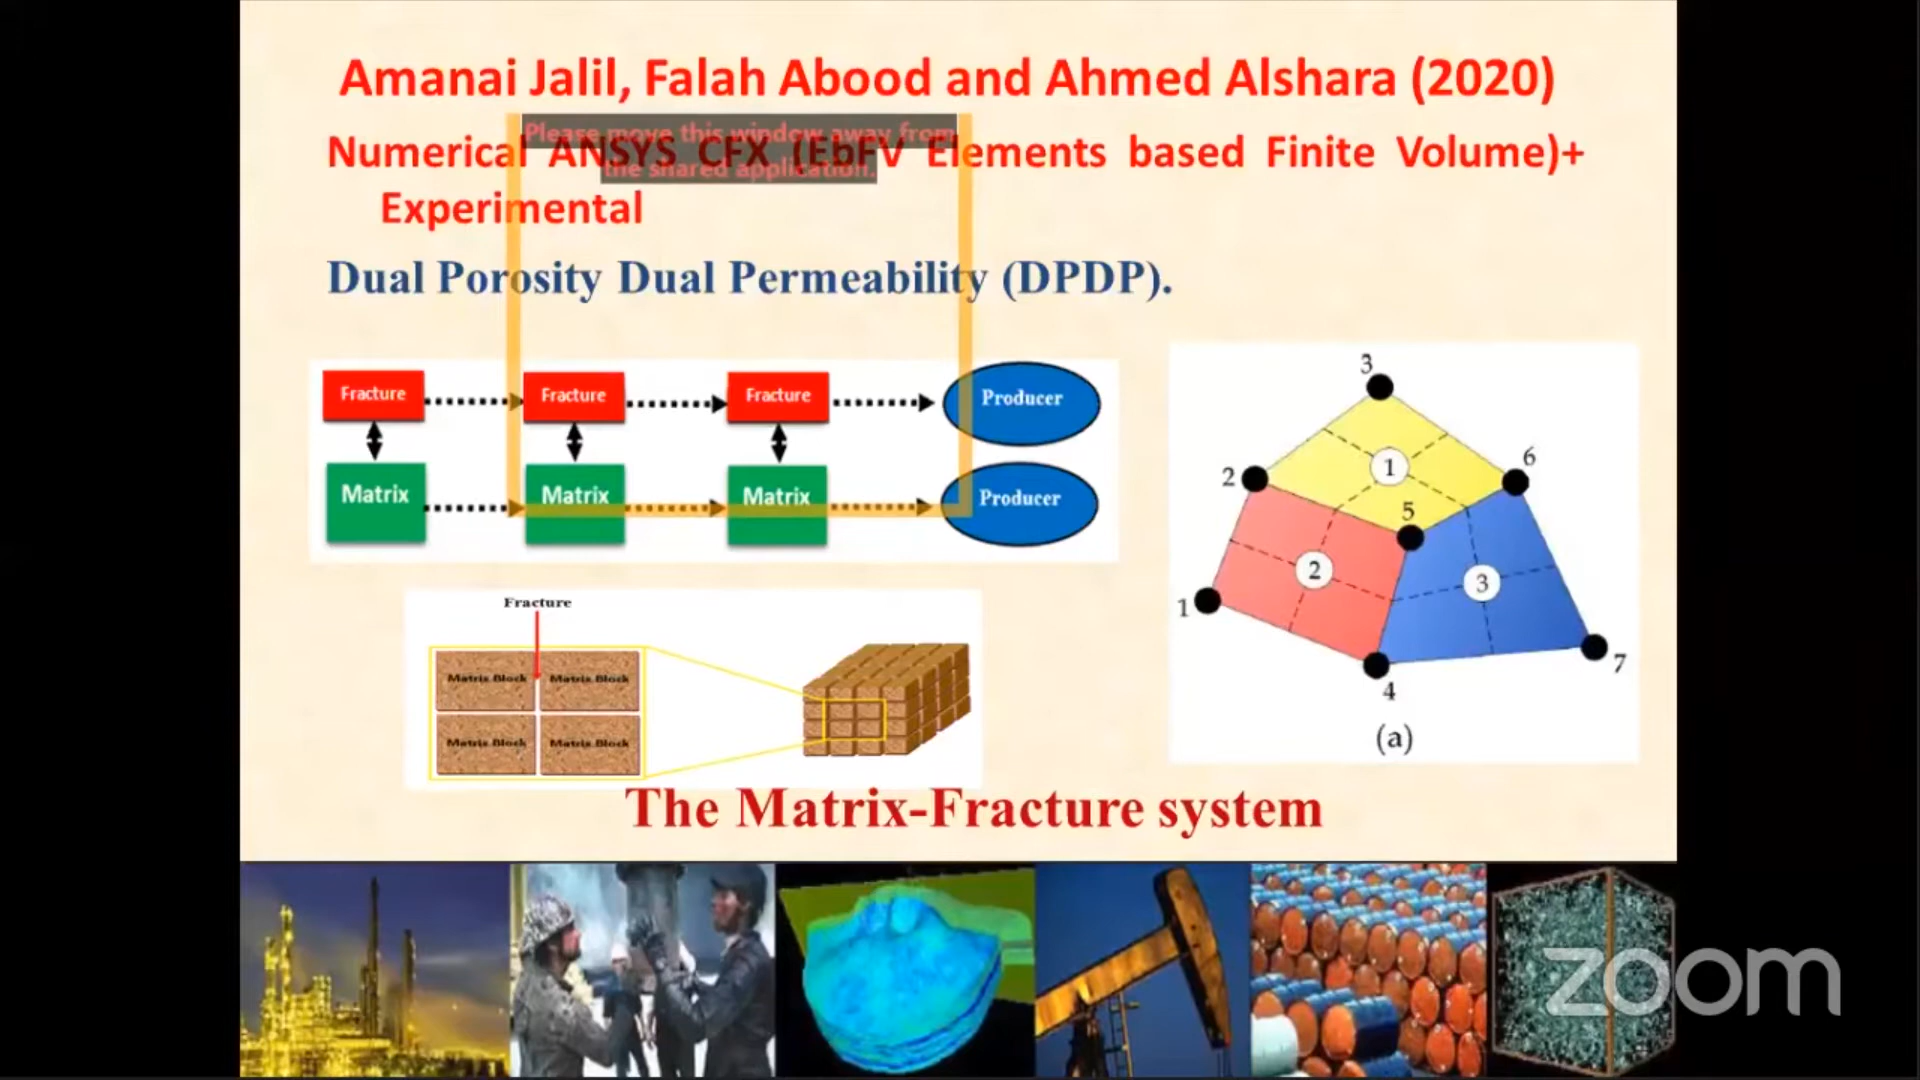 Amanai Jalil, Falah Abood and Ahmed Alshara (2020)
Please move this window away from
the shared application.
Numerical ANSYS CFX (EbFV Elements based Finite Volume)+
Experimental
Dual Porosity Dual Permeability (DPDP).
Fracture Fracture Fracture Producer
Matrix Matrix Matrix Producer
3
2 1 6
5
2 3
1
4 7
(a)
Fracture
Matrix Block Matrix Block
Matrix Block Matrix Block
The Matrix-Fracture system
zoom